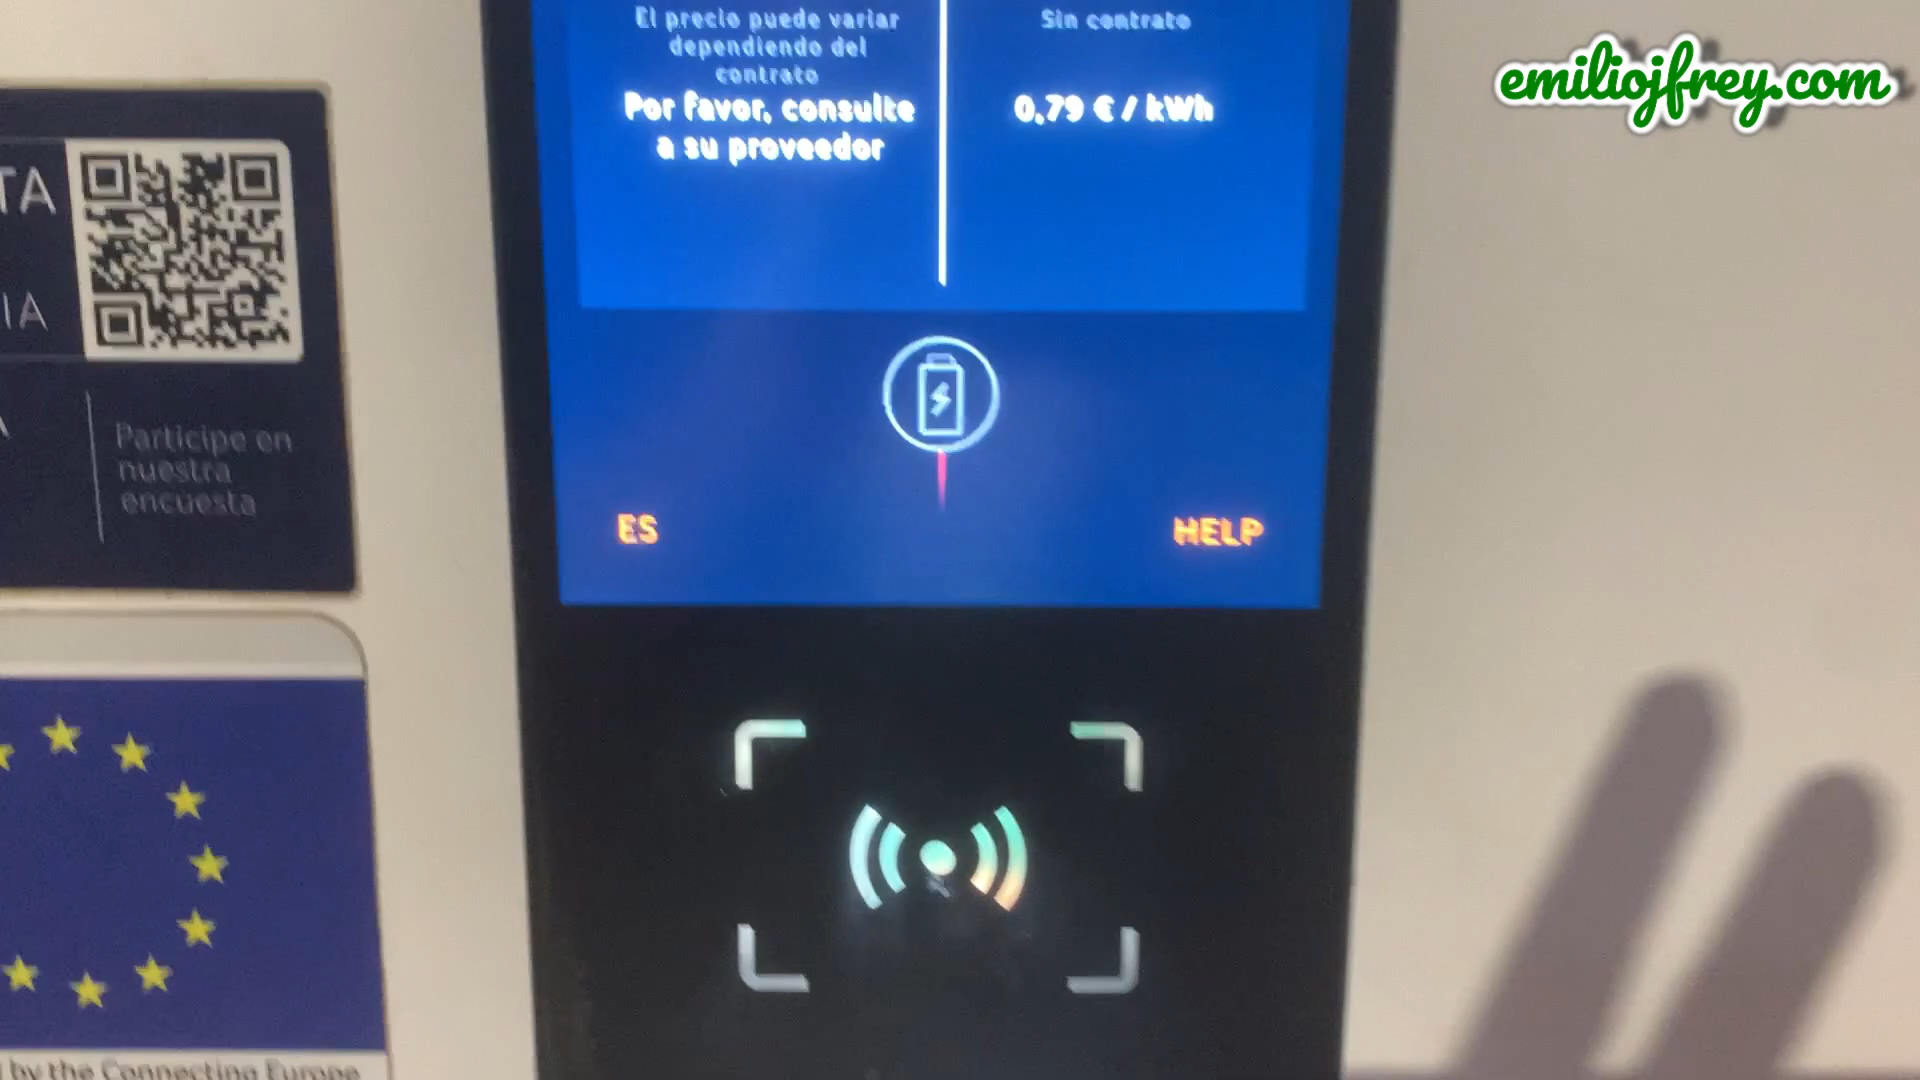 El precio puede variar
dependiendo del
contrato
Por favor, consulte
a su proveedor
Sin contrato
0,79 € / kWh
emiliojfrey.com
TA
IA
A
Participe en
nuestra
encuesta
ES
HELP
by the Connecting Europe